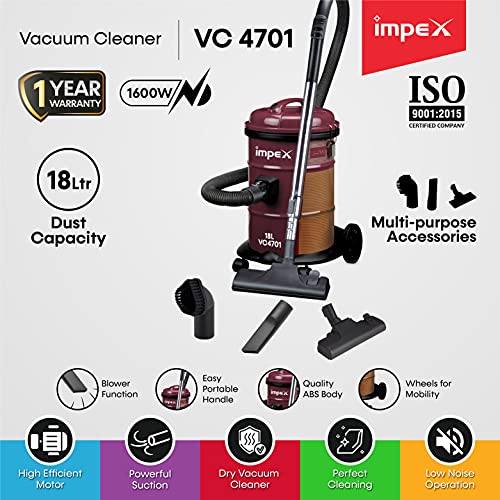 Vacuum Cleaner | VC 4701
impex
1 YEAR
WARRANTY
1600W
ISO
9001:2015
CERTIFIED COMPANY
18Ltr
Dust
Capacity
impex
18L
VC4701
Multi-purpose
Accessories
Blower
Function
Easy
Portable
Handle
Quality
ABS Body
Wheels for
Mobility
High Efficient
Motor
Powerful
Suction
Dry Vacuum
Cleaner
Perfect
Cleaning
Low Noise
Operation